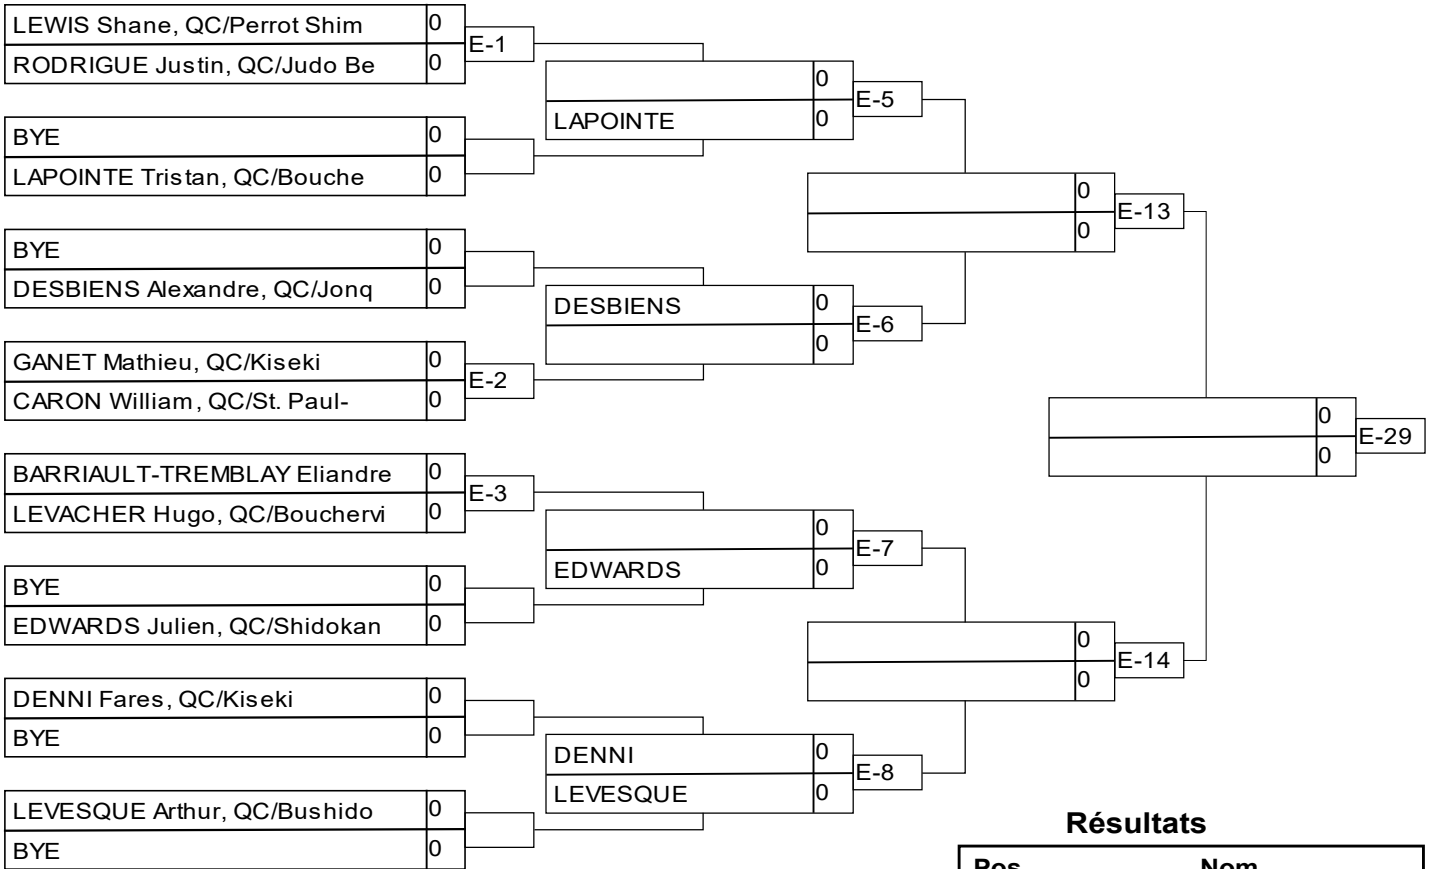 LEWIS Shane, QC/Perrot Shim 0
E-1
RODRIGUE Justin, QC/Judo Be 0
BYE 0
LAPOINTE Tristan, QC/Bouche 0
BYE 0
DESBIENS Alexandre, QC/Jonq 0
GANET Mathieu, QC/Kiseki 0
E-2
CARON William, QC/St. Paul- 0
BARRIAULT-TREMBLAY Eliandre 0
E-3
LEVACHER Hugo, QC/Bouchervi 0
BYE 0
EDWARDS Julien, QC/Shidokan 0
DENNI Fares, QC/Kiseki 0
BYE 0
LEVESQUE Arthur, QC/Bushido 0
BYE 0
0
E-5
LAPOINTE 0
DESBIENS 0
E-6
0
0
E-7
EDWARDS 0
DENNI 0
E-8
LEVESQUE 0
0
E-13
0
0
E-14
0
0
E-29
0
Résultats
Pos Nom